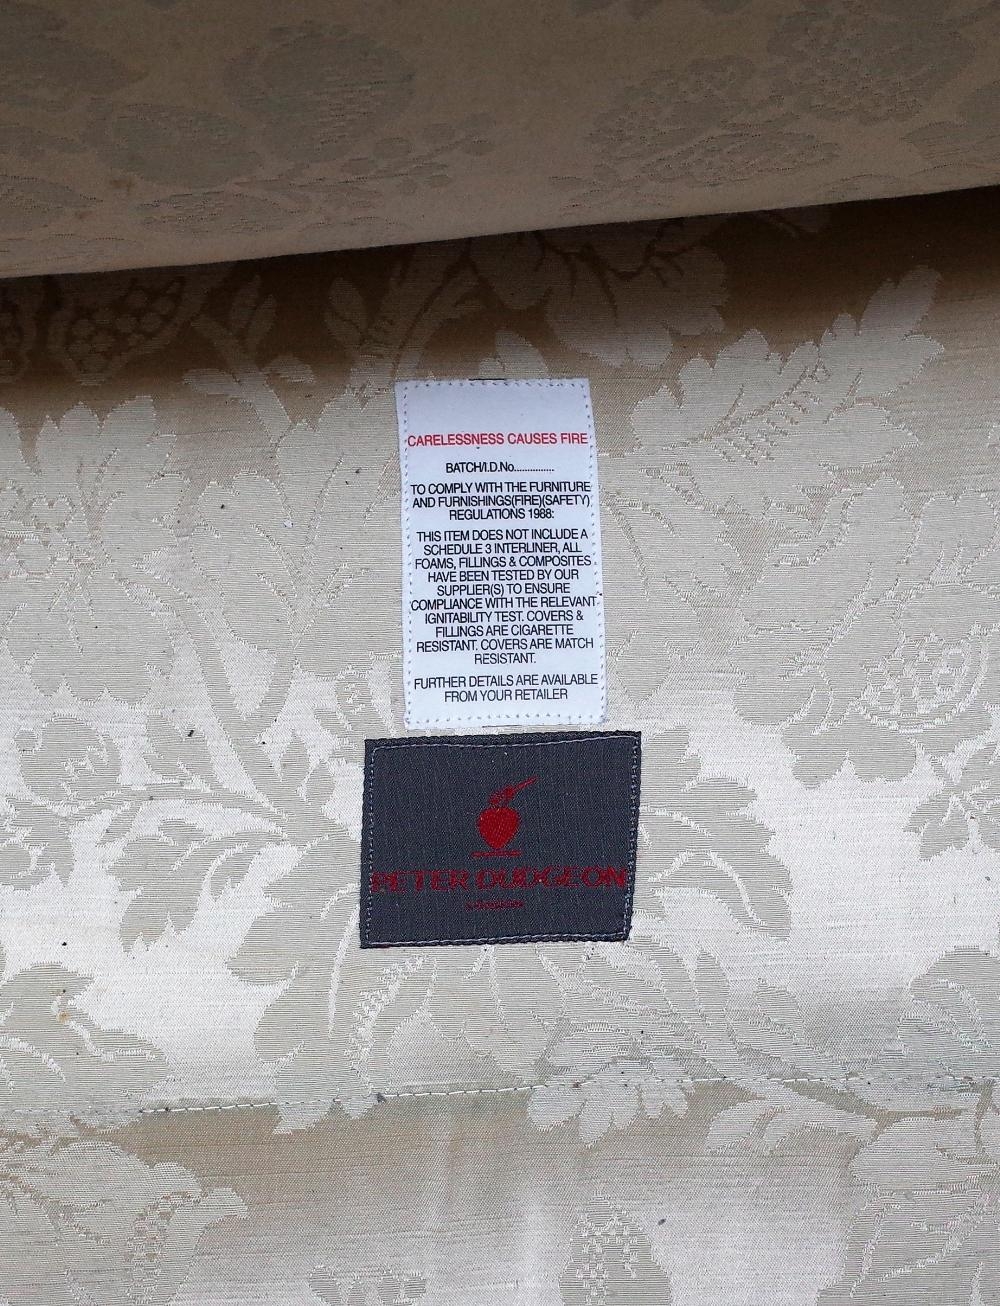 CARELESSNESS CAUSES FIRE
BATCH/I.D.No...............
TO COMPLY WITH THE FURNITURE
AND FURNISHINGS(FIRE)(SAFETY)
REGULATIONS 1988:
THIS ITEM DOES NOT INCLUDE A
SCHEDULE 3 INTERLINER, ALL
FOAMS, FILLINGS & COMPOSITES
HAVE BEEN TESTED BY OUR
SUPPLIER(S) TO ENSURE
COMPLIANCE WITH THE RELEVANT
IGNITABILITY TEST. COVERS &
FILLINGS ARE CIGARETTE
RESISTANT. COVERS ARE MATCH
RESISTANT.
FURTHER DETAILS ARE AVAILABLE
FROM YOUR RETAILER
PETER DUDGEON